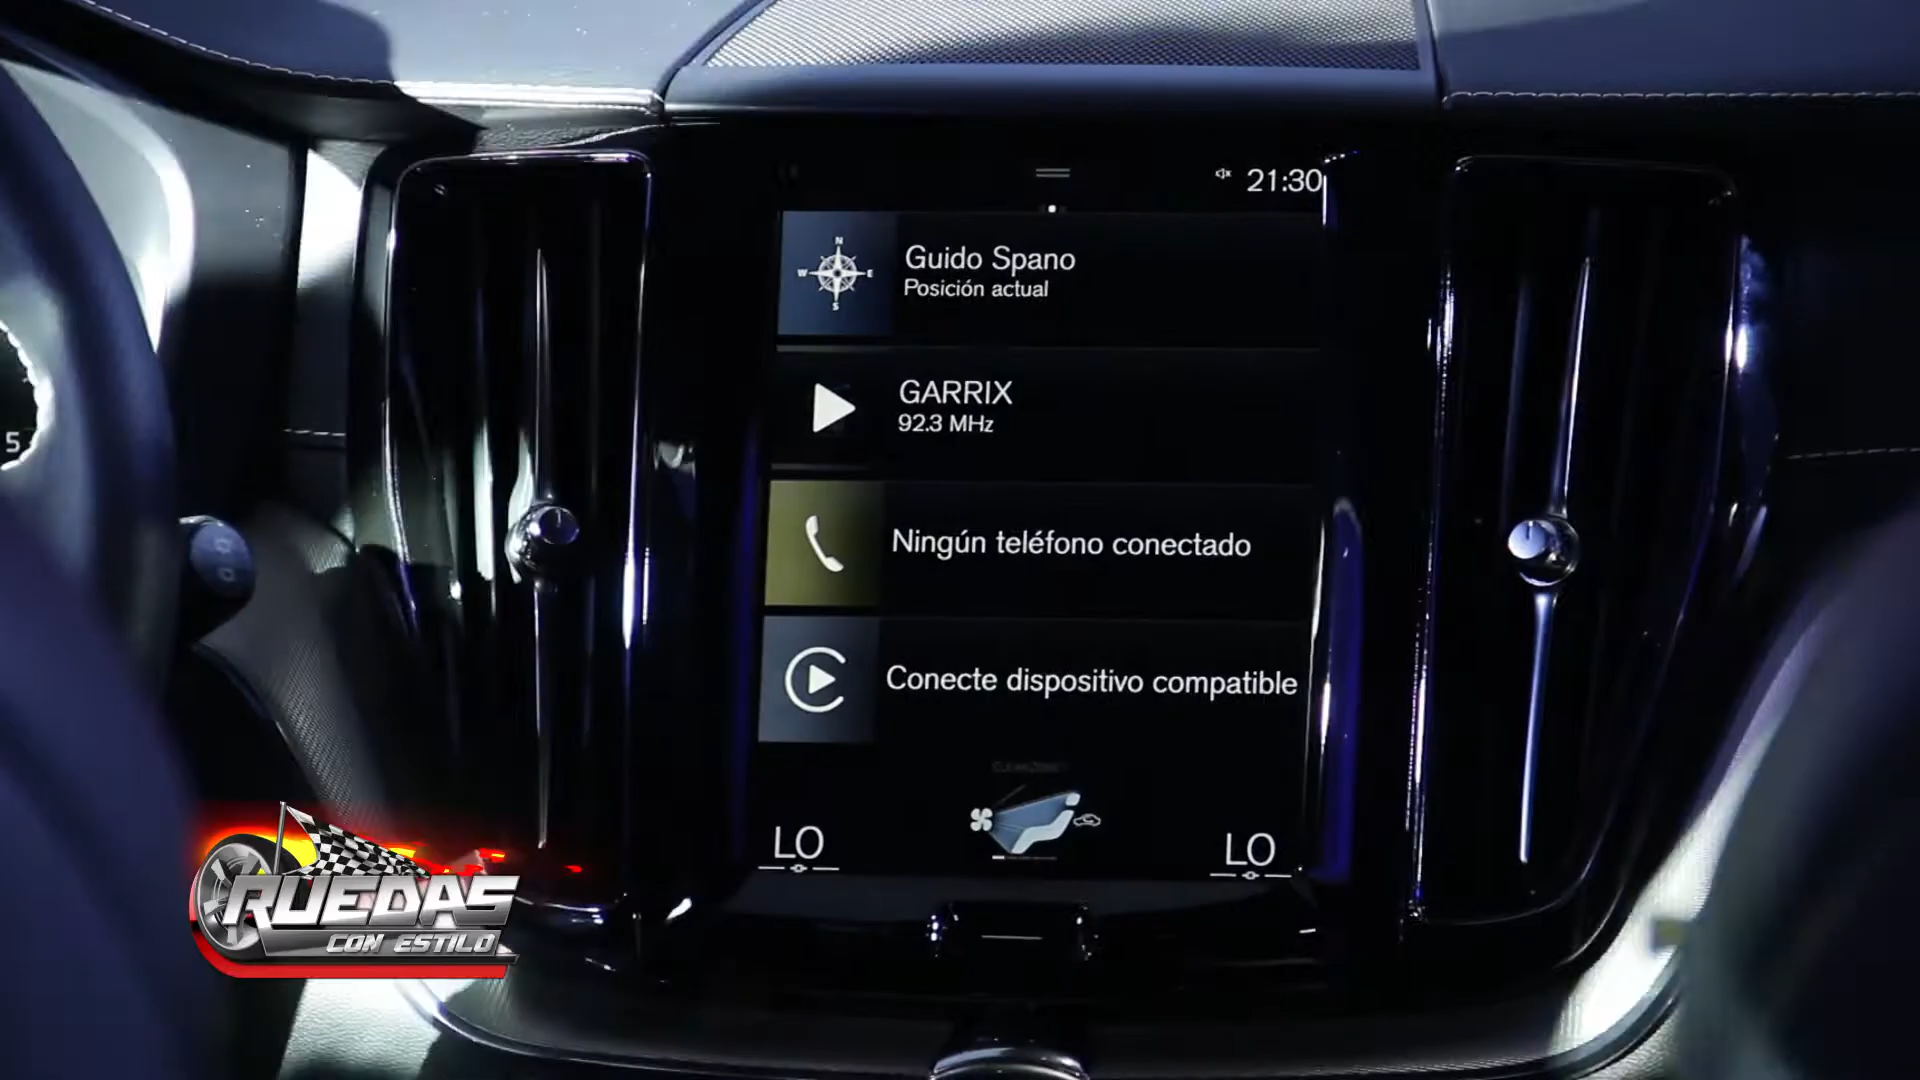 21:30
N
W E
S
Guido Spano
Posición actual
GARRIX
92.3 MHz
Ningún teléfono conectado
Conecte dispositivo compatible
LO
LO
5
RUEDAS
CON ESTILO